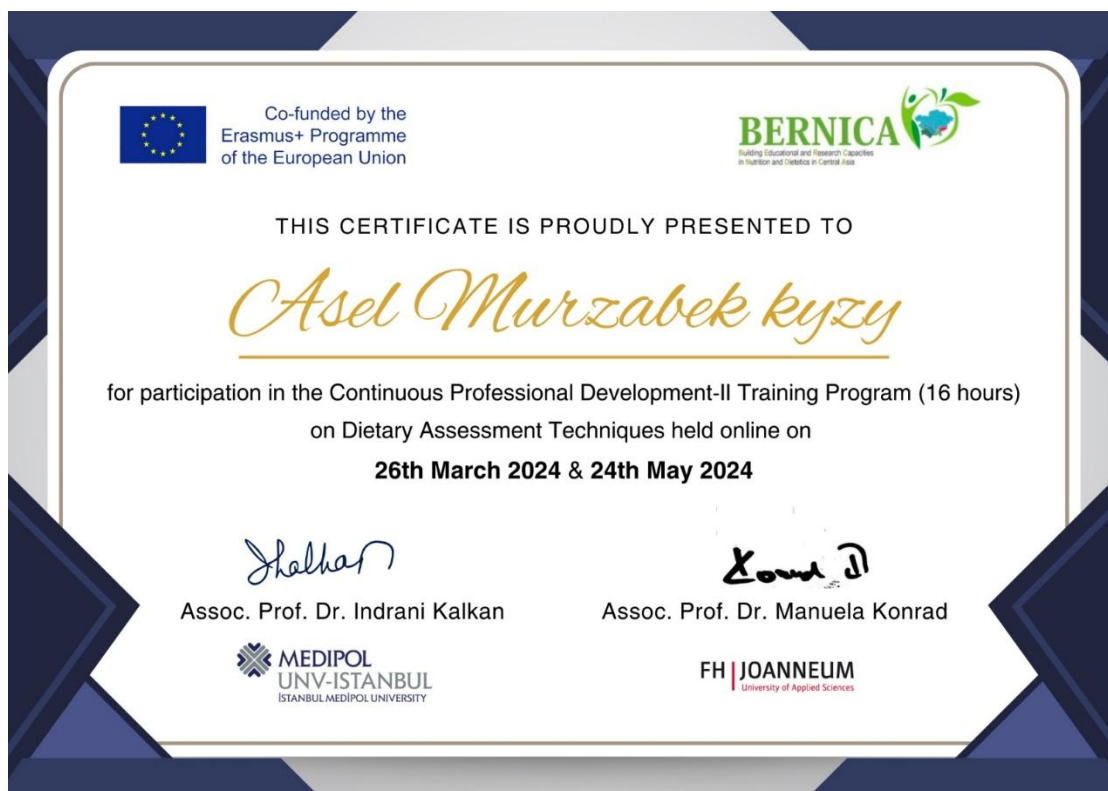 Co-funded by the
Erasmus+ Programme
of the European Union
BERNICA
Building Educational and Research Capacities
in Nutrition and Dietetics in Central Asia
THIS CERTIFICATE IS PROUDLY PRESENTED TO
Asel Murzabek kyzy
for participation in the Continuous Professional Development-II Training Program (16 hours)
on Dietary Assessment Techniques held online on
26th March 2024 & 24th May 2024
Assoc. Prof. Dr. Indrani Kalkan
Assoc. Prof. Dr. Manuela Konrad
MEDIPOL
UNV-ISTANBUL
İSTANBUL MEDİPOL UNIVERSITY
FH | JOANNEUM
University of Applied Sciences